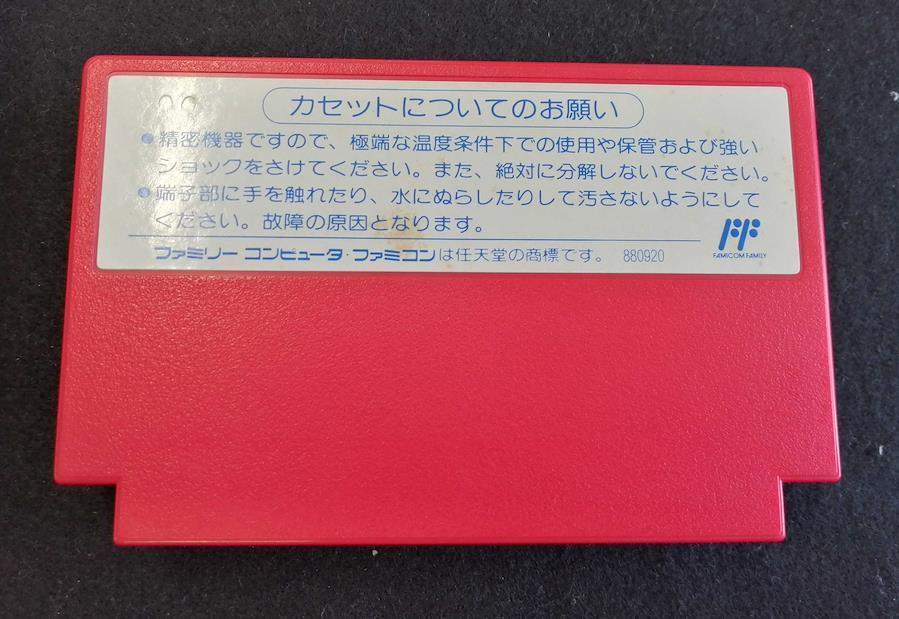 カセットについてのお願い
●精密機器ですので、極端な温度条件下での使用や保管および強い
ショックをさけてください。また、絶対に分解しないでください。
●端子部に手を触れたり、水にぬらしたりして汚さないようにして
ください。故障の原因となります。
FF
FAMICOM FAMILY
ファミリー コンピュータ・ファミコンは任天堂の商標です。 880920